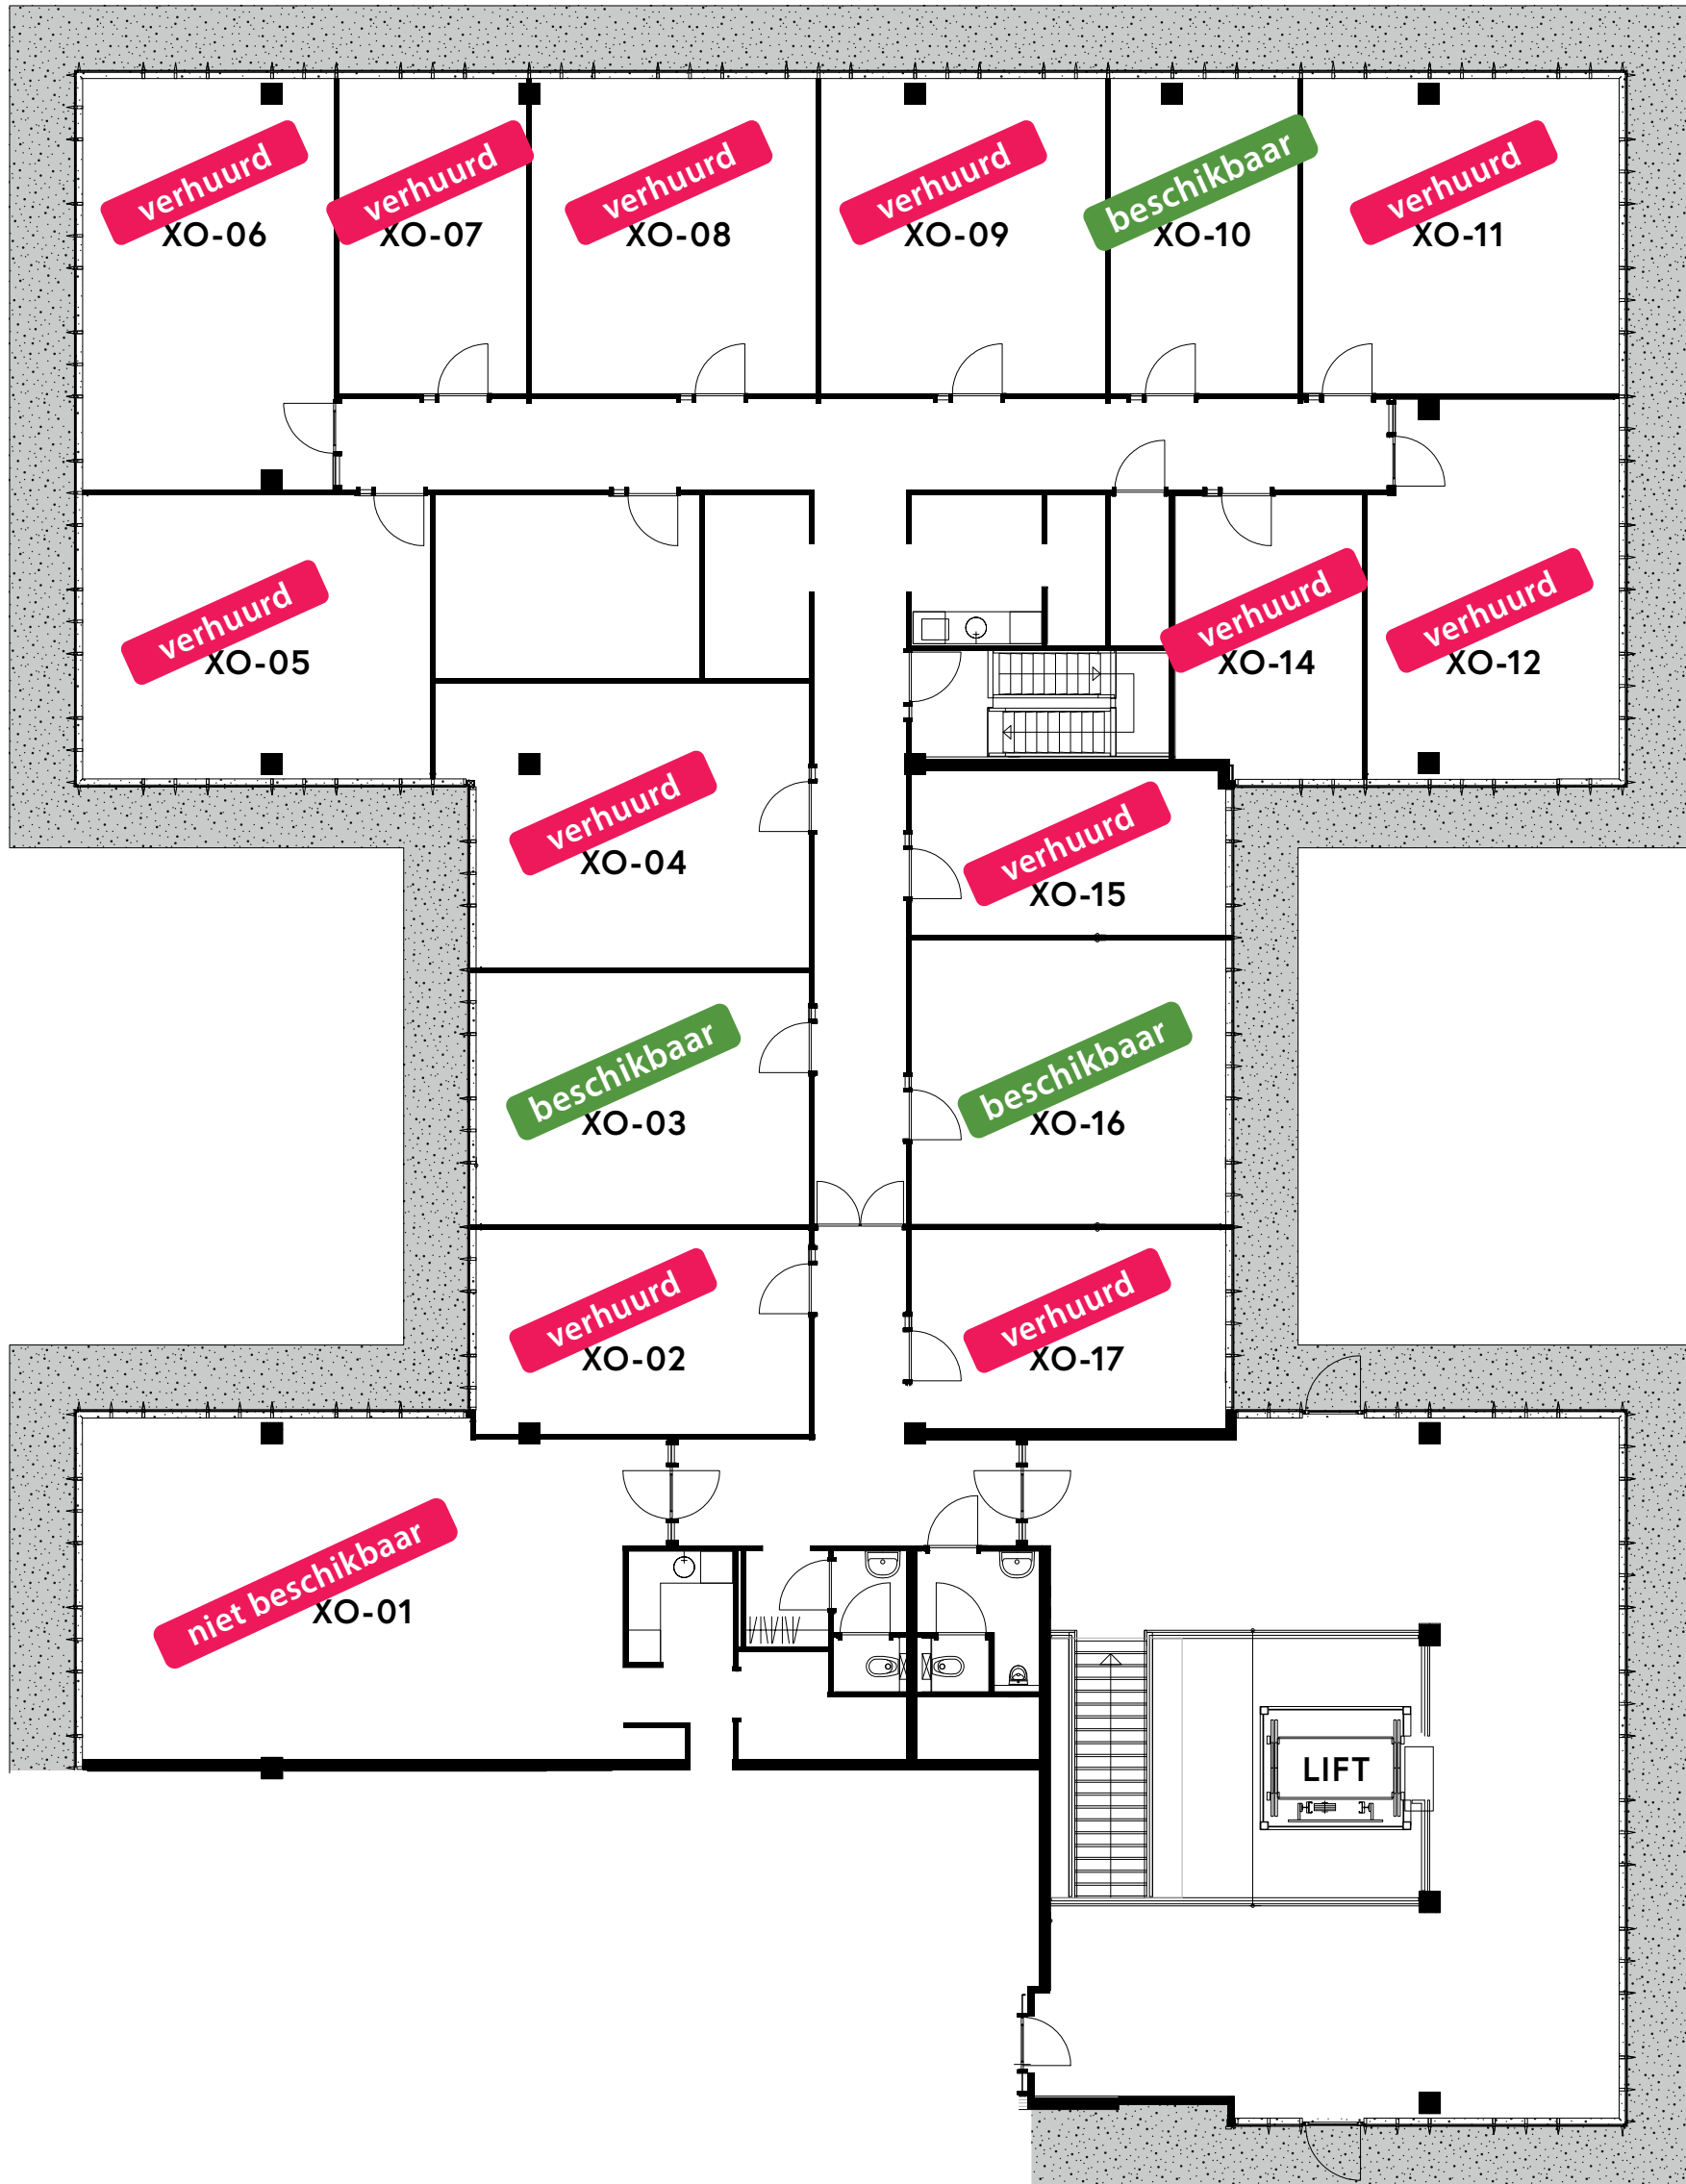 verhuurd
XO-06
verhuurd
XO-07
verhuurd
XO-08
verhuurd
XO-09
beschikbaar
XO-10
verhuurd
XO-11
verhuurd
XO-05
verhuurd
XO-14
verhuurd
XO-12
verhuurd
XO-04
verhuurd
XO-15
beschikbaar
XO-03
beschikbaar
XO-16
verhuurd
XO-02
verhuurd
XO-17
niet beschikbaar
XO-01
LIFT